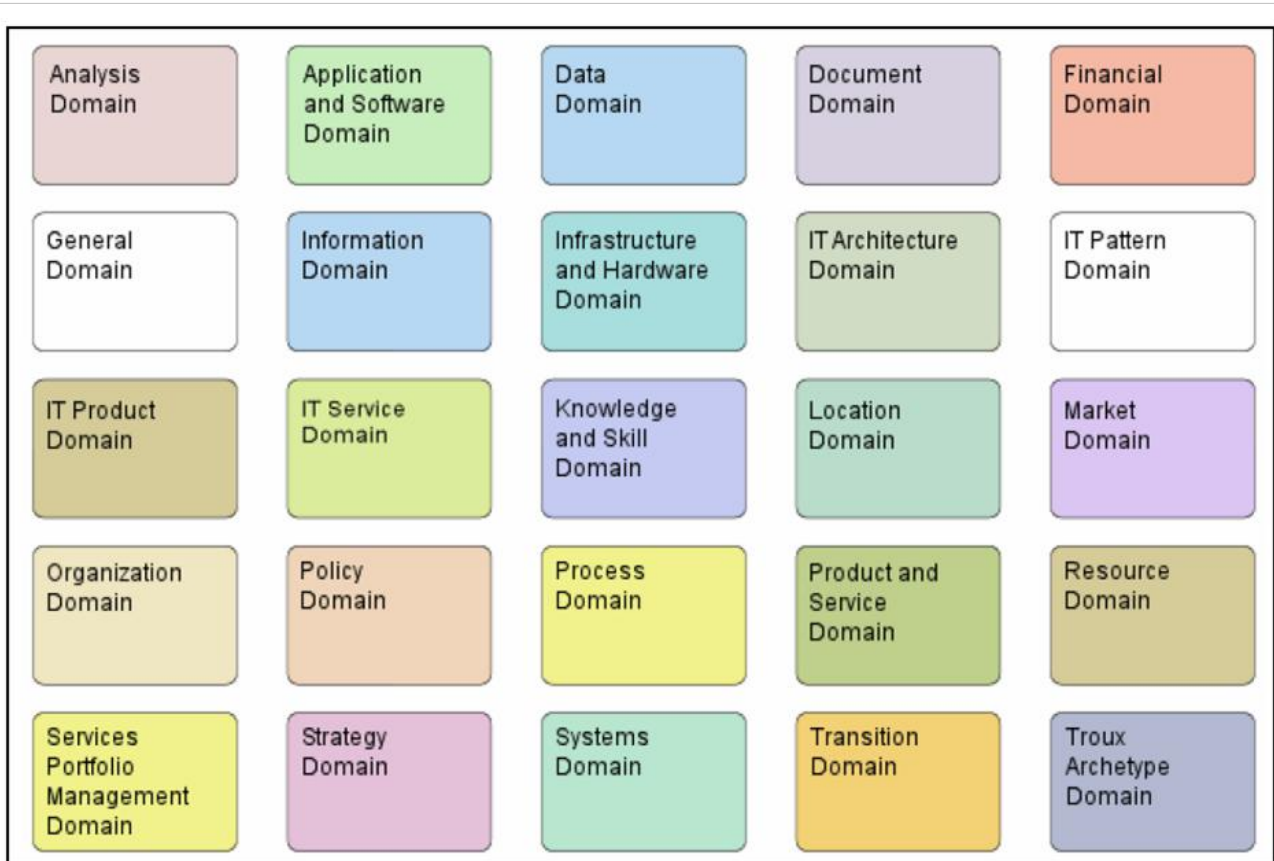 Analysis
Domain
Application
and Software
Domain
Data
Domain
Document
Domain
Financial
Domain
General
Domain
Information
Domain
Infrastructure
and Hardware
Domain
IT Architecture
Domain
IT Pattern
Domain
IT Product
Domain
IT Service
Domain
Knowledge
and Skill
Domain
Location
Domain
Market
Domain
Organization
Domain
Policy
Domain
Process
Domain
Product and
Service
Domain
Resource
Domain
Services
Portfolio
Management
Domain
Strategy
Domain
Systems
Domain
Transition
Domain
Troux
Archetype
Domain